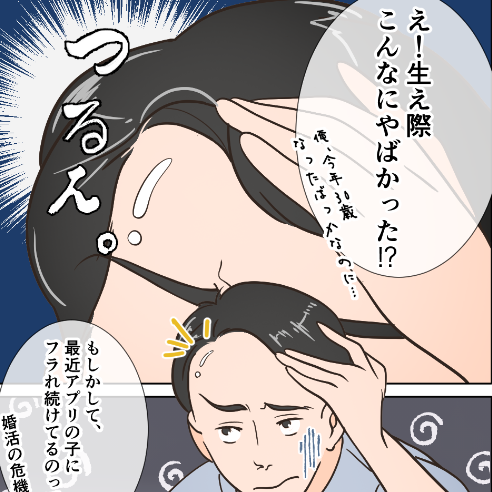 え!生え際
こんなにやばかった!?
つるん。
俺、今年30歳
なったばっかなのに…
もしかして、
最近アプリの子に
フラれ続けてるのっ
婚活の危機